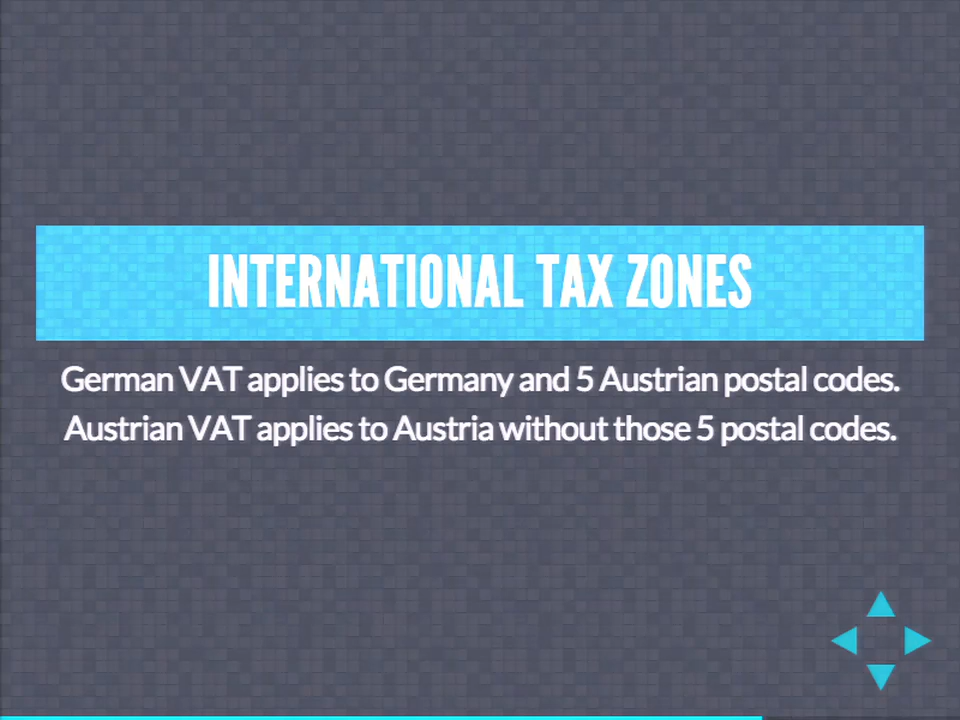 INTERNATIONAL TAX ZONES
German VAT applies to Germany and 5 Austrian postal codes.
Austrian VAT applies to Austria without those 5 postal codes.